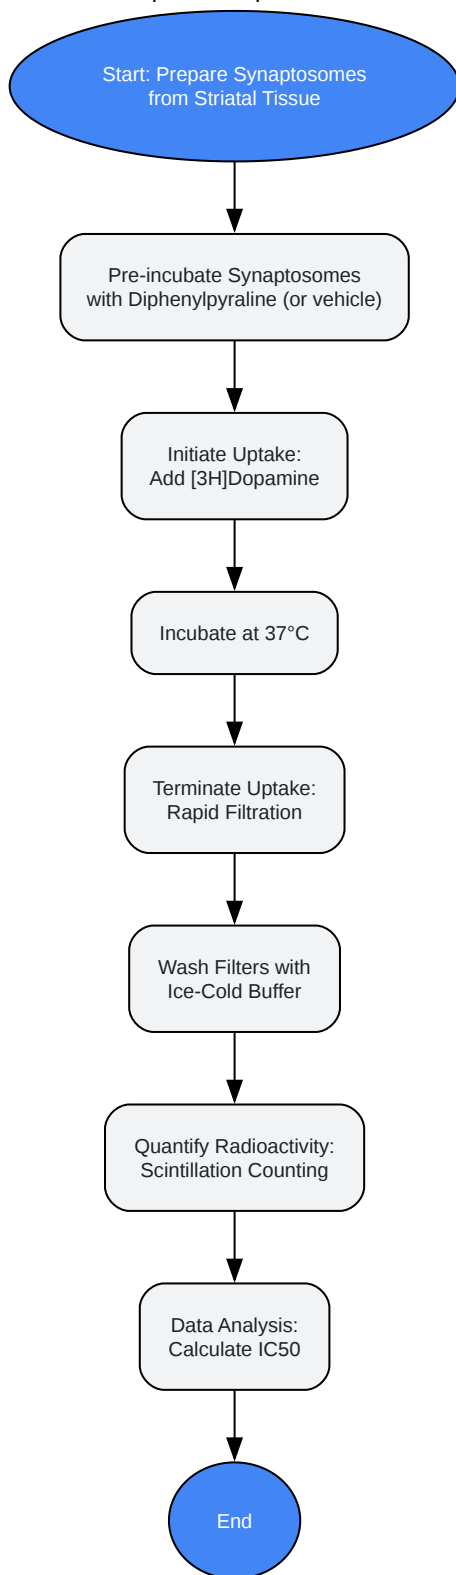 Start: Prepare Synaptosomes
from Striatal Tissue
Pre-incubate Synaptosomes
with Diphenylpyraline (or vehicle)
Initiate Uptake:
Add [3H]Dopamine
Incubate at 37°C
Terminate Uptake:
Rapid Filtration
Wash Filters with
Ice-Cold Buffer
Quantify Radioactivity:
Scintillation Counting
Data Analysis:
Calculate IC50
End